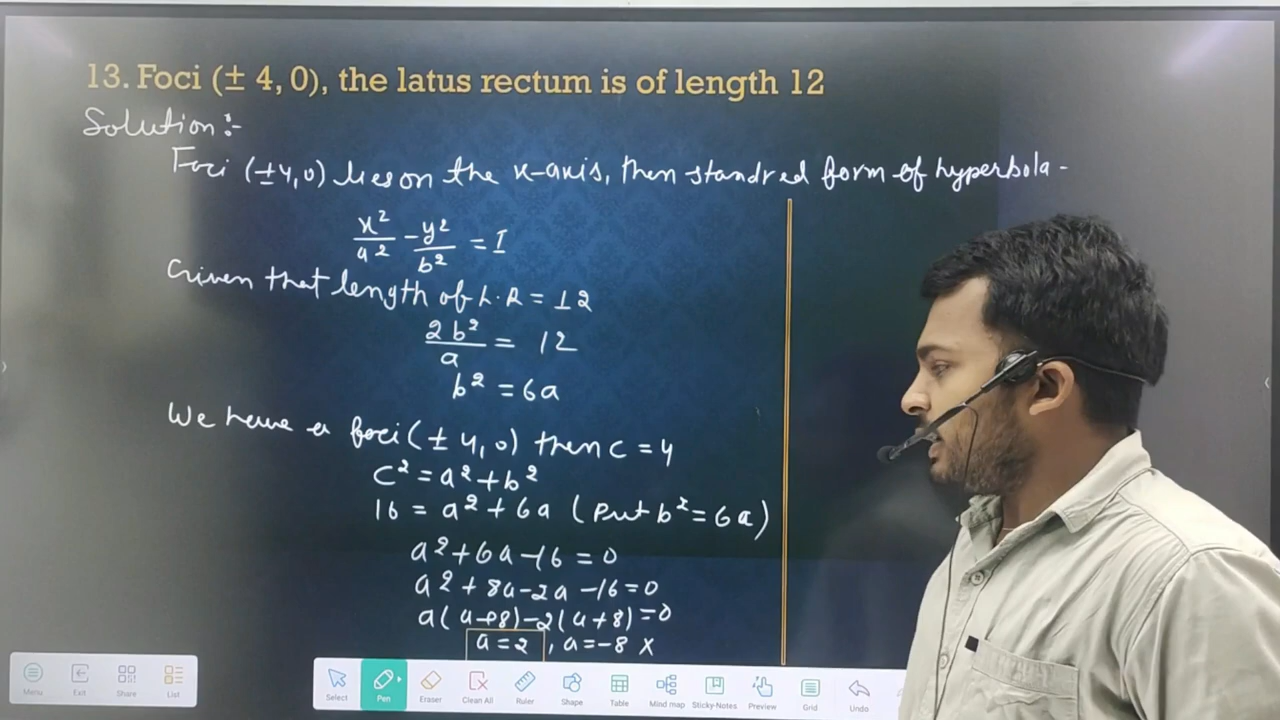 13. Foci (± 4, 0), the latus rectum is of length 12
Solution :-
Foci (±4,0) lies on the x-axis, then standred form of hyperbola -
x²/a² - y²/b² = 1
Given that length of L.R = 12
2b²/a = 12
b² = 6a
We have a foci (± 4, 0) then c = 4
c² = a² + b²
16 = a² + 6a (Put b² = 6a)
a² + 6a - 16 = 0
a² + 8a - 2a - 16 = 0
a(a+8) - 2(a+8) = 0
a = 2, a = -8 ×
Menu Exit Share List Select Pen Eraser Clean All Ruler Shape Table Mind map Sticky-Notes Preview Grid Undo